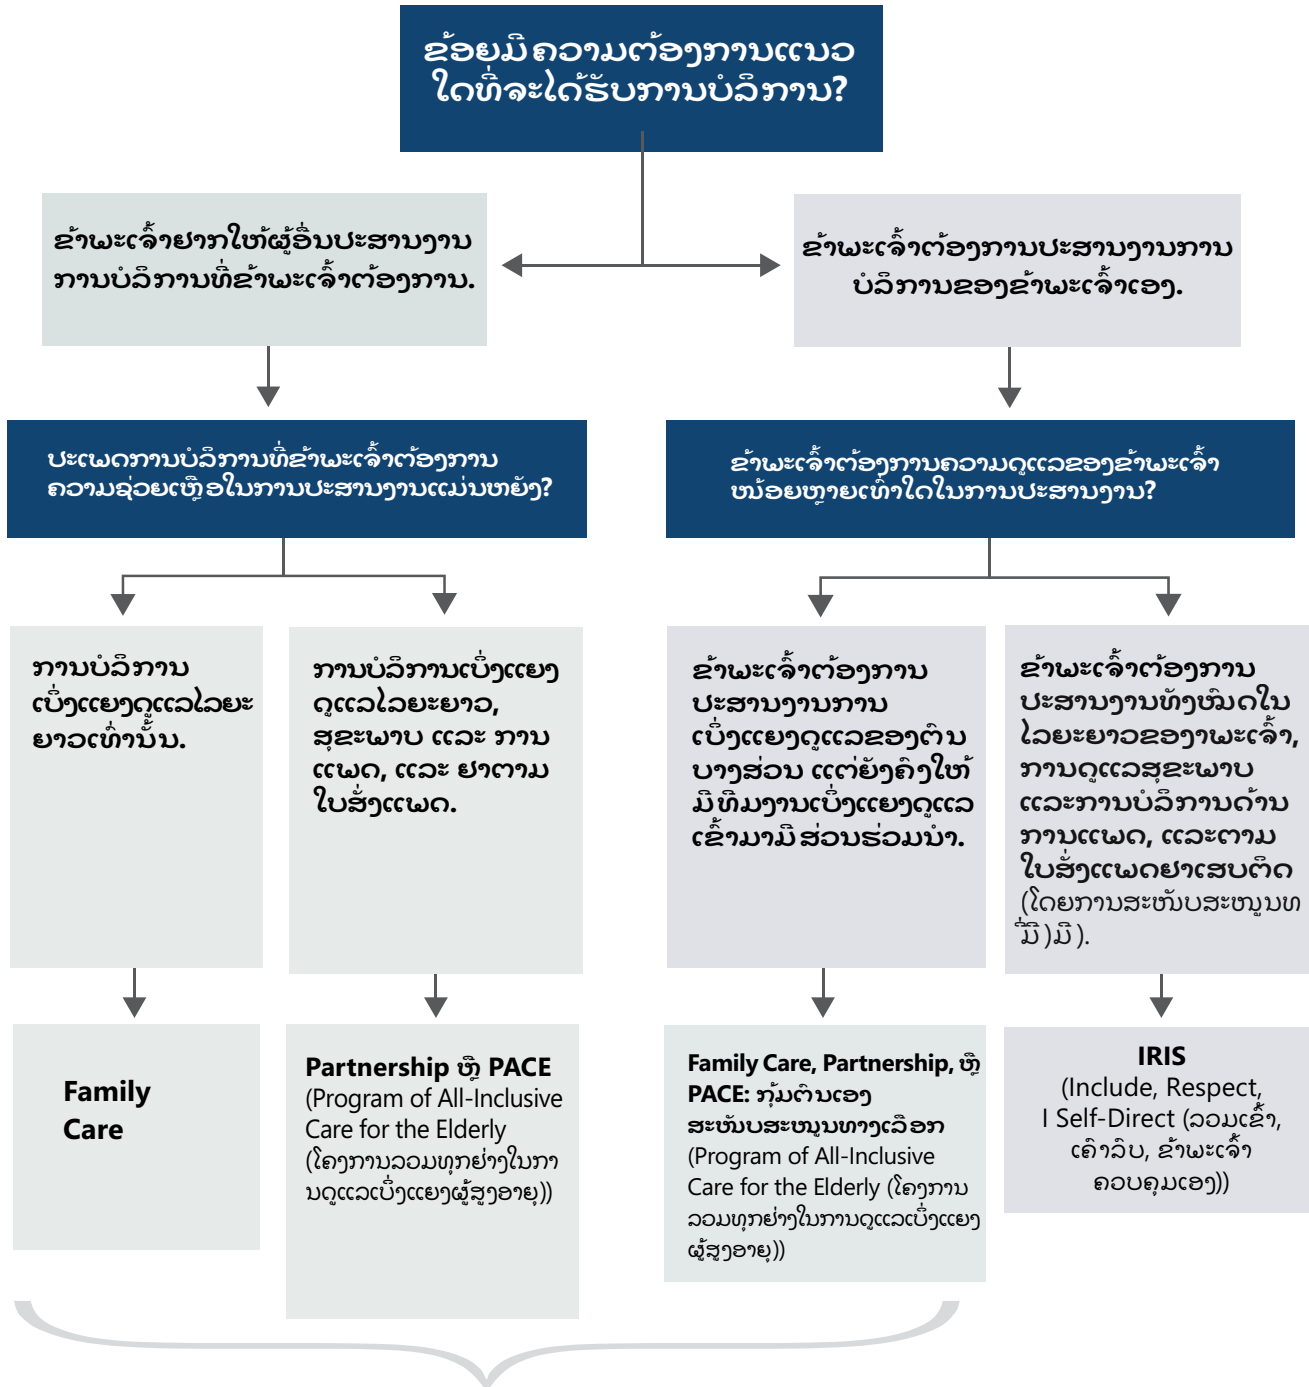 ຂ້ອຍມີຄວາມຕ້ອງການແນວ
ໃດທີ່ຈະໄດ້ຮັບການບໍລິການ?
ຂ້າພະເຈົ້າຢາກໃຫ້ຜູ້ອື່ນປະສານງານ
ການບໍລິການທີ່ຂ້າພະເຈົ້າຕ້ອງການ.
ຂ້າພະເຈົ້າຕ້ອງການປະສານງານການ
ບໍລິການຂອງຂ້າພະເຈົ້າເອງ.
ປະເພດການບໍລິການທີ່ຂ້າພະເຈົ້າຕ້ອງການ
ຄວາມຊ່ວຍເຫຼືອໃນການປະສານງານແມ່ນຫຍັງ?
ຂ້າພະເຈົ້າຕ້ອງການຄວາມດູແລຂອງຂ້າພະເຈົ້າ
ໜ້ອຍຫຼາຍເທົ່າໃດໃນການປະສານງານ?
ການບໍລິການ
ເບິ່ງແຍງດູແລໄລຍະ
ຍາວເທົ່ານັ້ນ.
ການບໍລິການເບິ່ງແຍງ
ດູແລໄລຍະຍາວ,
ສຸຂະພາບ ແລະ ການ
ແພດ, ແລະ ຢາຕາມ
ໃບສັ່ງແພດ.
ຂ້າພະເຈົ້າຕ້ອງການ
ປະສານງານການ
ເບິ່ງແຍງດູແລຂອງຕົນ
ບາງສ່ວນ ແຕ່ຍັງຄົງໃຫ້
ມີທີມງານເບິ່ງແຍງດູແລ
ເຂົ້າມາມີສ່ວນຮ່ວມນຳ.
ຂ້າພະເຈົ້າຕ້ອງການ
ປະສານງານທັງໝົດໃນ
ໄລຍະຍາວຂອງາພະເຈົ້າ,
ການດູແລສຸຂະພາບ
ແລະການບໍລິການດ້ານ
ການແພດ, ແລະຕາມ
ໃບສັ່ງແພດຢາເສບຕິດ
(ໂດຍການສະໜັບສະໜູນທ
ີ່ມີ)ມີ).
Family
Care
Partnership ຫຼື PACE
(Program of All-Inclusive
Care for the Elderly
(ໂຄງການລວມທຸກຢ່າງໃນກາ
ນດູແລເບິ່ງແຍງຜູ້ສູງອາຍຸ))
Family Care, Partnership, ຫຼື
PACE: ກຸ້ມຕົນເອງ
ສະໜັບສະໜູນທາງເລືອກ
(Program of All-Inclusive
Care for the Elderly (ໂຄງການ
ລວມທຸກຢ່າງໃນການດູແລເບິ່ງແຍງ
ຜູ້ສູງອາຍຸ))
IRIS
(Include, Respect,
I Self-Direct (ລວມເຂົ້າ,
ເຄົາລົບ, ຂ້າພະເຈົ້າ
ຄວບຄຸມເອງ))